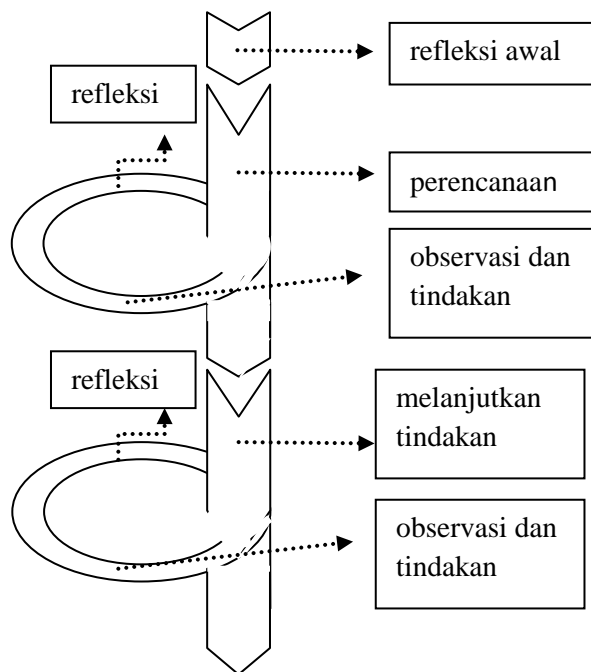 refleksi awal
refleksi
perencanaan
observasi dan
tindakan
refleksi
melanjutkan
tindakan
observasi dan
tindakan